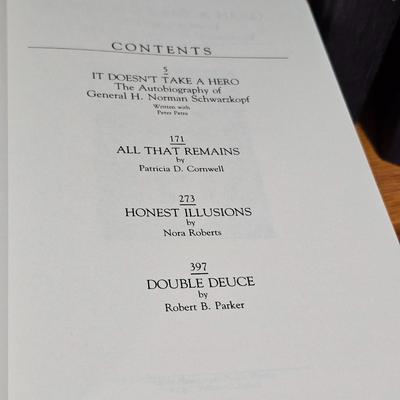 CONTENTS
5
IT DOESN'T TAKE A HERO
The Autobiography of
General H. Norman Schwarzkopf
Written with
Peter Petre
171
ALL THAT REMAINS
by
Patricia D. Cornwell
273
HONEST ILLUSIONS
by
Nora Roberts
397
DOUBLE DEUCE
by
Robert B. Parker